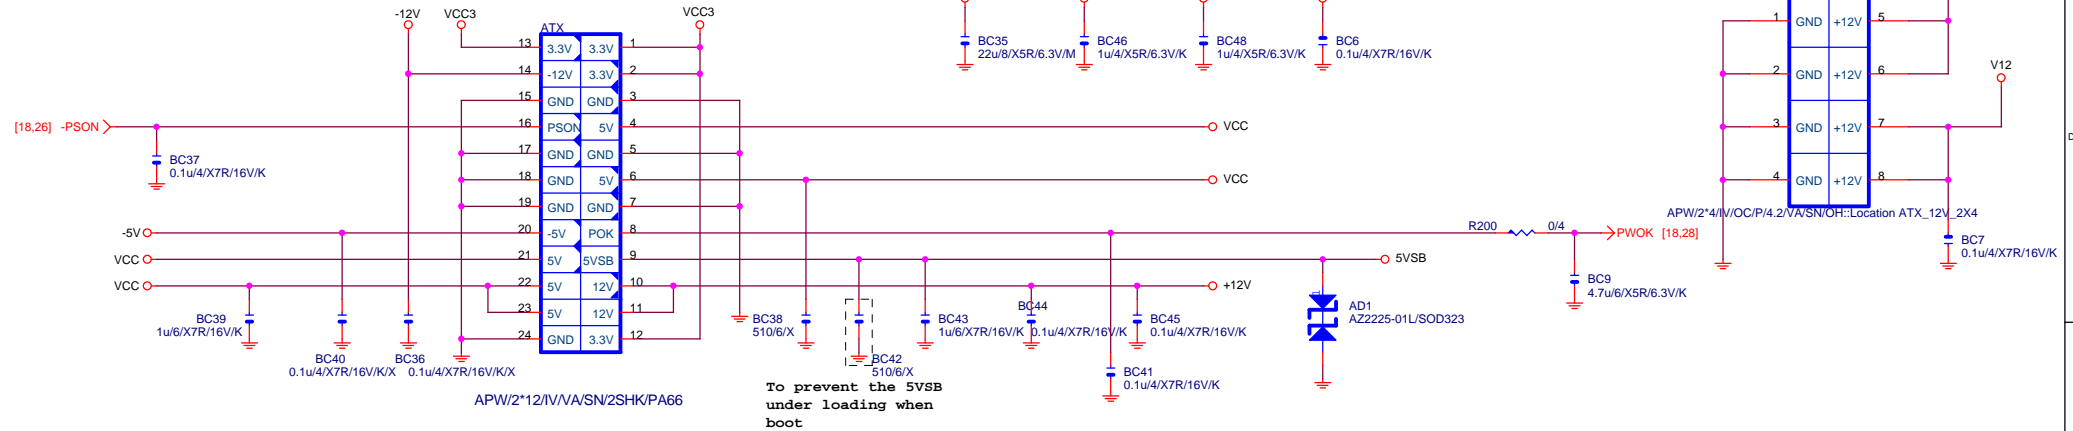 -12V
VCC3
VCC3
ATX
13 3.3V 3.3V 1
14 -12V 3.3V 2
15 GND GND 3
16 PSON 5V 4
17 GND GND 5
18 GND 5V 6
19 GND GND 7
20 -5V POK 8
21 5V 5VSB 9
22 5V 12V 10
23 5V 12V 11
24 GND 3.3V 12
APW/2*12/IV/VA/SN/2SHK/PA66
[18,26] -PSON
BC37
0.1u/4/X7R/16V/K
-5V
VCC
VCC
BC39
1u/6/X7R/16V/K
BC40
0.1u/4/X7R/16V/K/X
BC36
0.1u/4/X7R/16V/K/X
BC35
22u/8/X5R/6.3V/M
BC46
1u/4/X5R/6.3V/K
BC48
1u/4/X5R/6.3V/K
BC6
0.1u/4/X7R/16V/K
VCC
VCC
R200 0/4
PWOK [18,28]
5VSB
+12V
BC38
510/6/X
BC42
510/6/X
To prevent the 5VSB
under loading when
boot
BC43
1u/6/X7R/16V/K
BC44
0.1u/4/X7R/16V/K
BC45
0.1u/4/X7R/16V/K
BC41
0.1u/4/X7R/16V/K
AD1
AZ2225-01L/SOD323
BC9
4.7u/6/X5R/6.3V/K
1 GND +12V 5
2 GND +12V 6
3 GND +12V 7
4 GND +12V 8
V12
APW/2*4/IV/OC/P/4.2/VA/SN/OH::Location ATX_12V_2X4
BC7
0.1u/4/X7R/16V/K
D